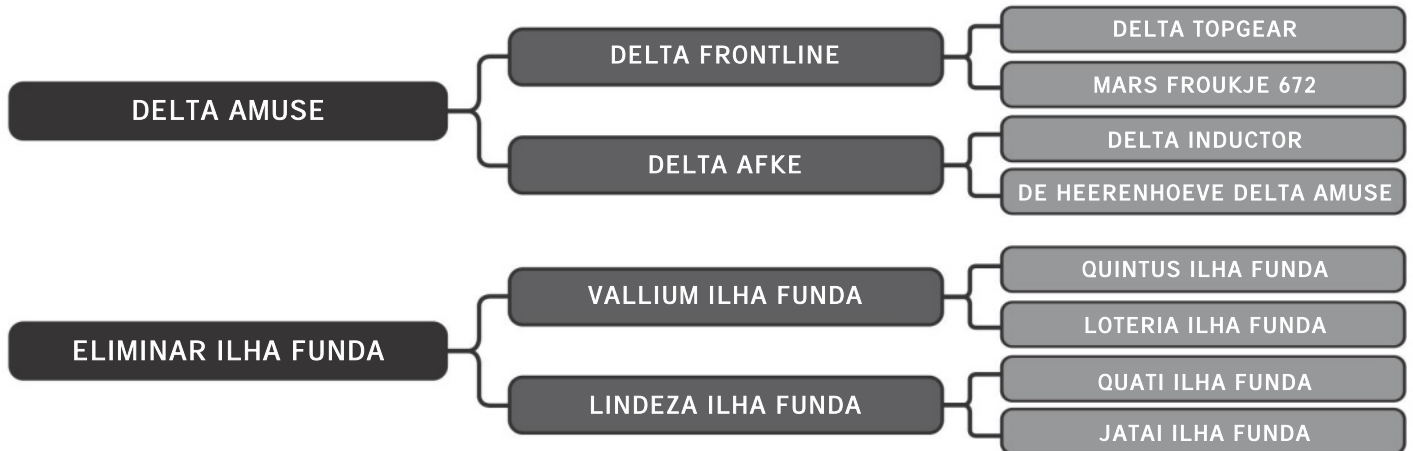 DELTA AMUSE
DELTA FRONTLINE
DELTA TOPGEAR
MARS FROUKJE 672
DELTA AFKE
DELTA INDUCTOR
DE HEERENHOEVE DELTA AMUSE
ELIMINAR ILHA FUNDA
VALLIUM ILHA FUNDA
QUINTUS ILHA FUNDA
LOTERIA ILHA FUNDA
LINDEZA ILHA FUNDA
QUATI ILHA FUNDA
JATAI ILHA FUNDA